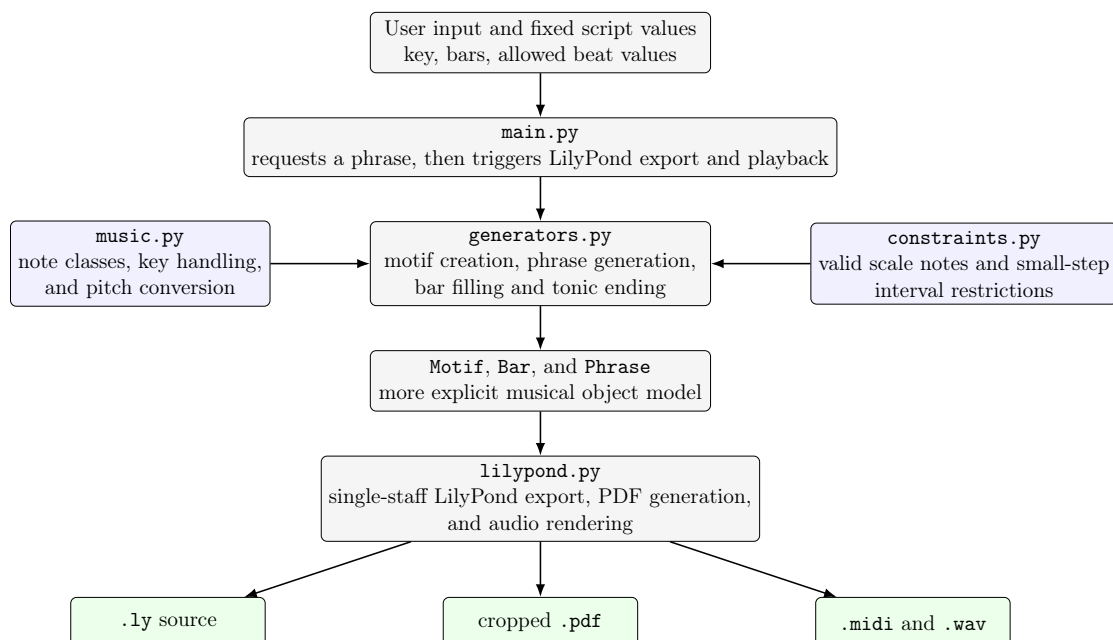 User input and fixed script values
key, bars, allowed beat values
main.py
requests a phrase, then triggers LilyPond export and playback
music.py
note classes, key handling,
and pitch conversion
generators.py
motif creation, phrase generation,
bar filling and tonic ending
constraints.py
valid scale notes and small-step
interval restrictions
Motif, Bar, and Phrase
more explicit musical object model
lilypond.py
single-staff LilyPond export, PDF generation,
and audio rendering
.ly source
cropped .pdf
.midi and .wav